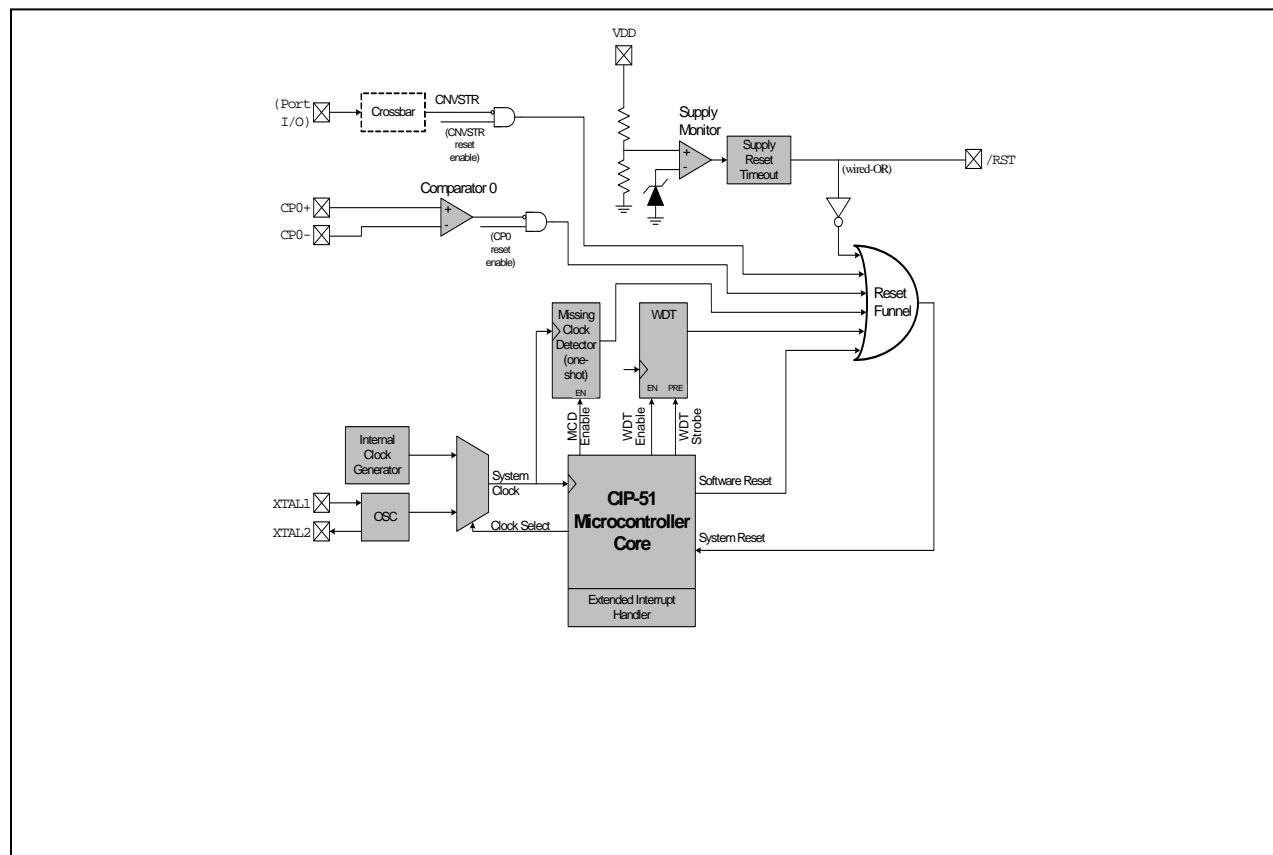 VDD
(Port
I/O)
Crossbar
CNVSTR
(CNVSTR
reset
enable)
Supply
Monitor
+
-
Supply
Reset
Timeout
(wired-OR)
/RST
Comparator 0
CP0+
CP0-
+
-
(CP0
reset
enable)
Reset
Funnel
Missing
Clock
Detector
(one-
shot)
EN
WDT
EN PRE
MCD
Enable
WDT
Enable
WDT
Strobe
Internal
Clock
Generator
System
Clock
XTAL1
XTAL2
OSC
Clock Select
CIP-51
Microcontroller
Core
Software Reset
System Reset
Extended Interrupt
Handler